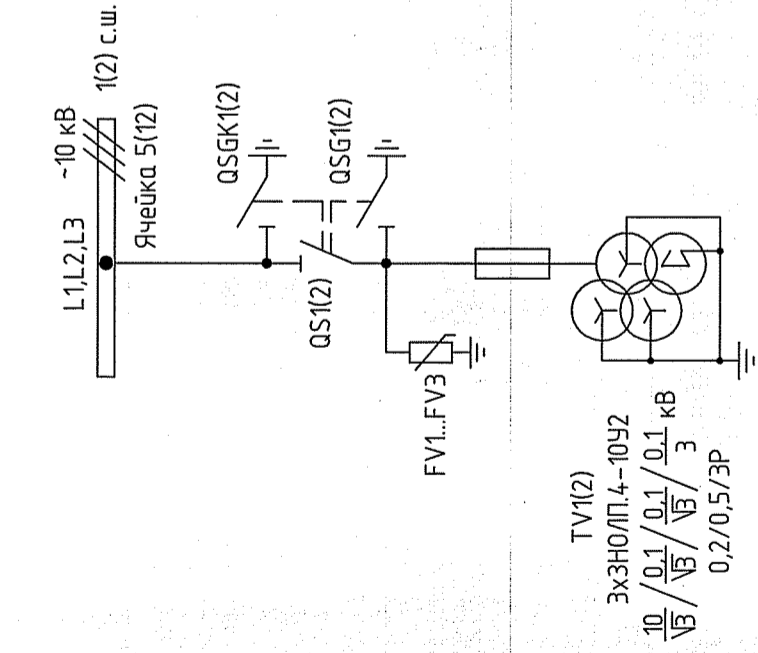 L1,L2,L3 ~10 кВ 1(2) с.ш.
Ячейка 5(12)
QSGK1(2)
QS1(2)
QSG1(2)
FV1...FV3
TV1(2)
3x3НОЛП.4-10У2
10/√3 / 0,1/√3 / 0,1/√3 / 0,1/3 кВ
0,2/0,5/3Р